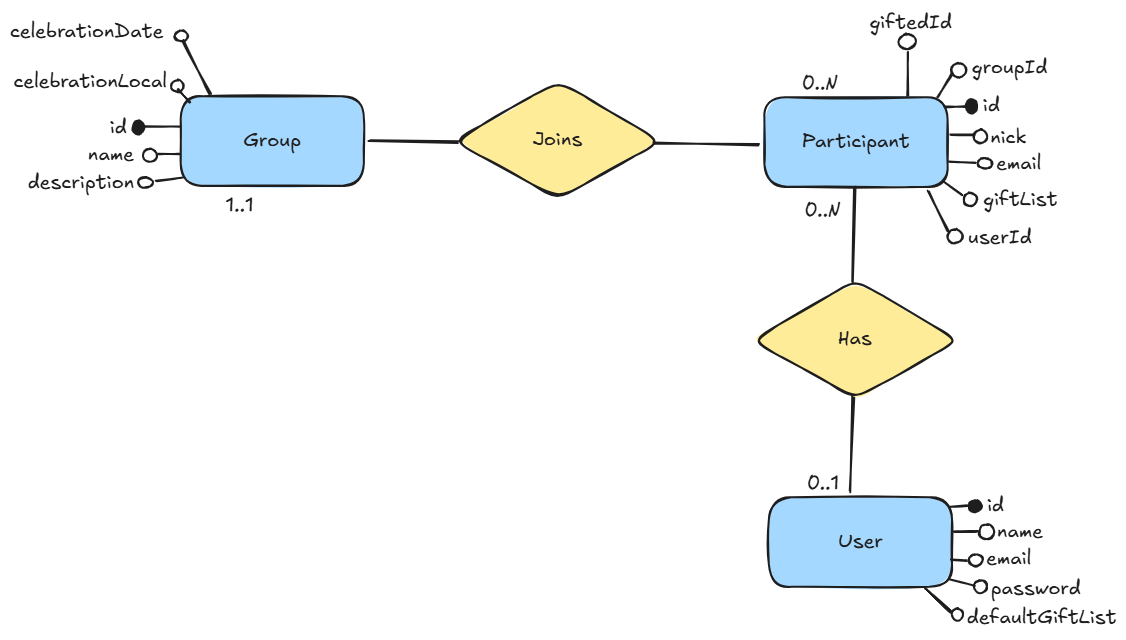 giftedId
celebrationDate
groupId
celebrationLocal
0..N
id
id
Group
Joins
Participant
nick
name
email
description
giftList
1..1
0..N
userId
Has
0..1
id
name
User
email
password
defaultGiftList